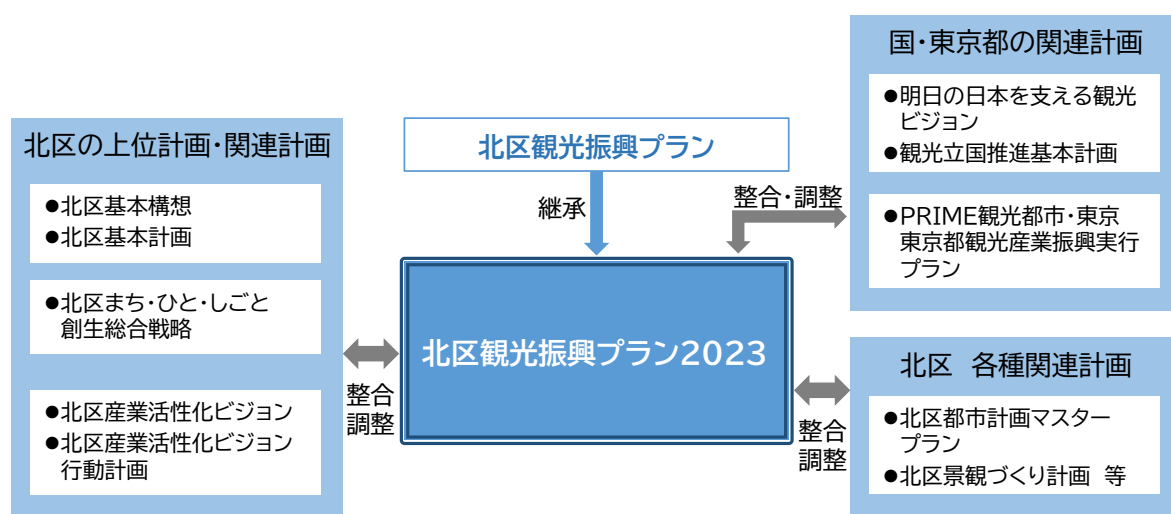 北区の上位計画・関連計画
●北区基本構想
●北区基本計画
●北区まち・ひと・しごと
創生総合戦略
●北区産業活性化ビジョン
●北区産業活性化ビジョン
行動計画
整合
調整
北区観光振興プラン
継承
北区観光振興プラン2023
整合・調整
国・東京都の関連計画
●明日の日本を支える観光
ビジョン
●観光立国推進基本計画
●PRIME観光都市・東京
東京都観光産業振興実行
プラン
整合
調整
北区　各種関連計画
●北区都市計画マスター
プラン
●北区景観づくり計画　等